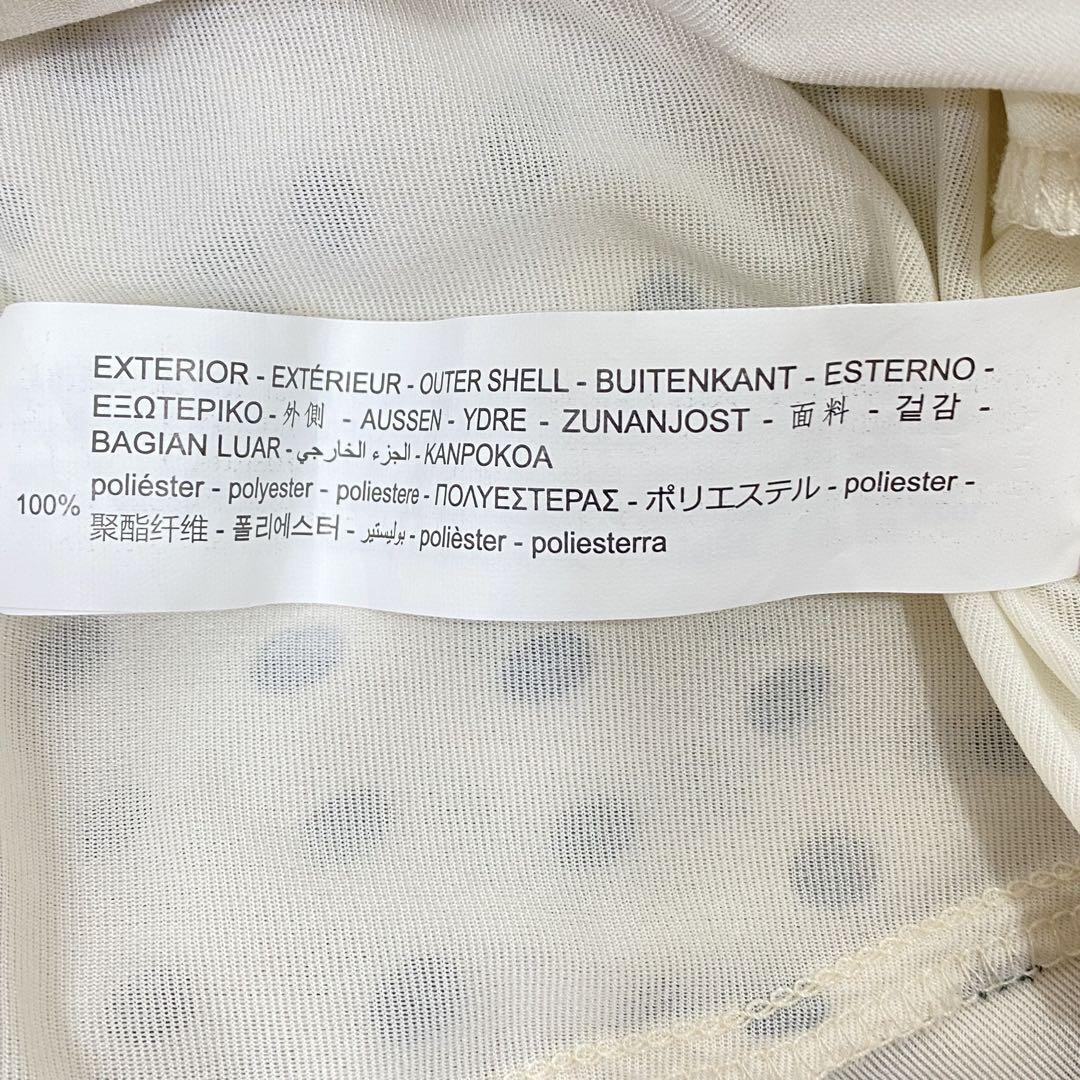 EXTERIOR - EXTÉRIEUR - OUTER SHELL - BUITENKANT - ESTERNO -
ΕΞΩΤΕΡΙΚΟ - 外側 - AUSSEN - YDRE - ZUNANJOST - 面料 - 겉감 -
BAGIAN LUAR - الجزء الخارجي - KANPOKOA
100% poliéster - polyester - poliestere - ΠΟΛΥΕΣΤΕΡΑΣ - ポリエステル - poliester -
聚酯纤维 - 폴리에스터 - بوليستير - polièster - poliesterra